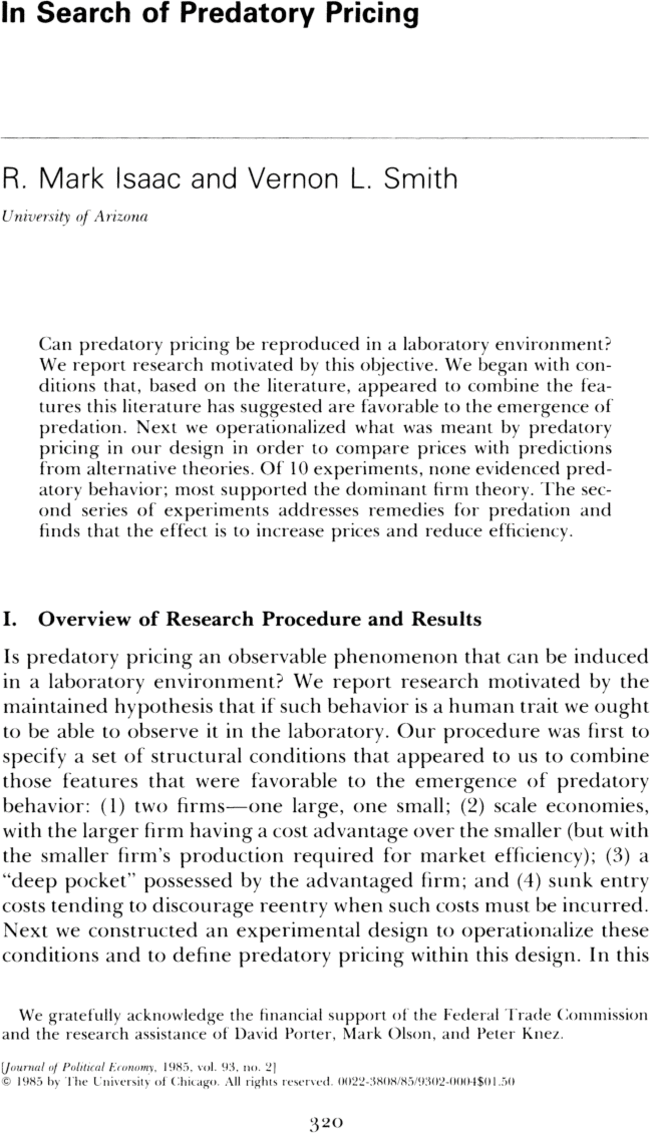 In Search of Predatory Pricing
R. Mark Isaac and Vernon L. Smith
University of Arizona
Can predatory pricing be reproduced in a laboratory environment?
We report research motivated by this objective. We began with con-
ditions that, based on the literature, appeared to combine the fea-
tures this literature has suggested are favorable to the emergence of
predation. Next we operationalized what was meant by predatory
pricing in our design in order to compare prices with predictions
from alternative theories. Of 10 experiments, none evidenced pred-
atory behavior; most supported the dominant firm theory. The sec-
ond series of experiments addresses remedies for predation and
finds that the effect is to increase prices and reduce efficiency.
I. Overview of Research Procedure and Results
Is predatory pricing an observable phenomenon that can be induced
in a laboratory environment? We report research motivated by the
maintained hypothesis that if such behavior is a human trait we ought
to be able to observe it in the laboratory. Our procedure was first to
specify a set of structural conditions that appeared to us to combine
those features that were favorable to the emergence of predatory
behavior: (1) two firms—one large, one small; (2) scale economies,
with the larger firm having a cost advantage over the smaller (but with
the smaller firm's production required for market efficiency); (3) a
“deep pocket” possessed by the advantaged firm; and (4) sunk entry
costs tending to discourage reentry when such costs must be incurred.
Next we constructed an experimental design to operationalize these
conditions and to define predatory pricing within this design. In this
We gratefully acknowledge the financial support of the Federal Trade Commission
and the research assistance of David Porter, Mark Olson, and Peter Knez.
[Journal of Political Economy, 1985, vol. 93, no. 2]
© 1985 by The University of Chicago. All rights reserved. 0022-3808/85/9302-0004$01.50
320